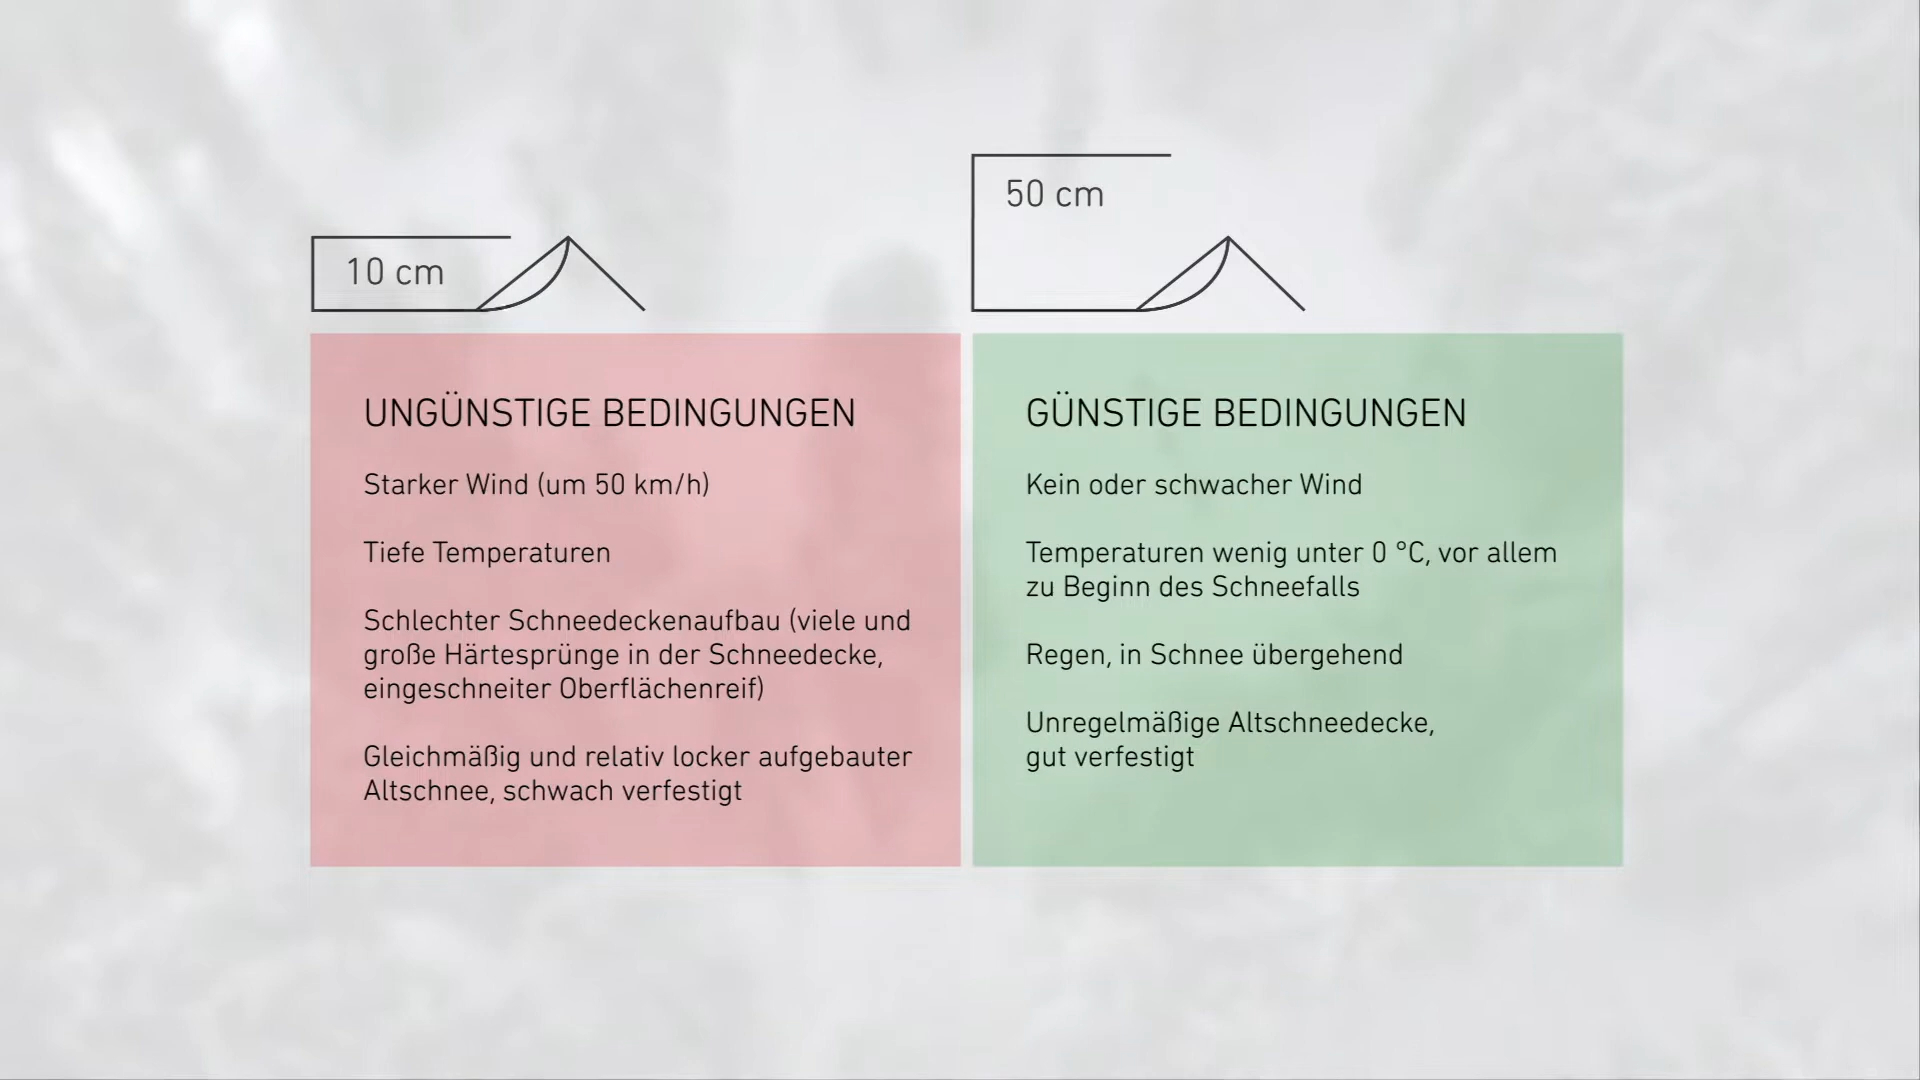 10 cm
50 cm
UNGÜNSTIGE BEDINGUNGEN
Starker Wind (um 50 km/h)
Tiefe Temperaturen
Schlechter Schneedeckenaufbau (viele und
große Härtesprünge in der Schneedecke,
eingeschneiter Oberflächenreif)
Gleichmäßig und relativ locker aufgebauter
Altschnee, schwach verfestigt
GÜNSTIGE BEDINGUNGEN
Kein oder schwacher Wind
Temperaturen wenig unter 0 °C, vor allem
zu Beginn des Schneefalls
Regen, in Schnee übergehend
Unregelmäßige Altschneedecke,
gut verfestigt